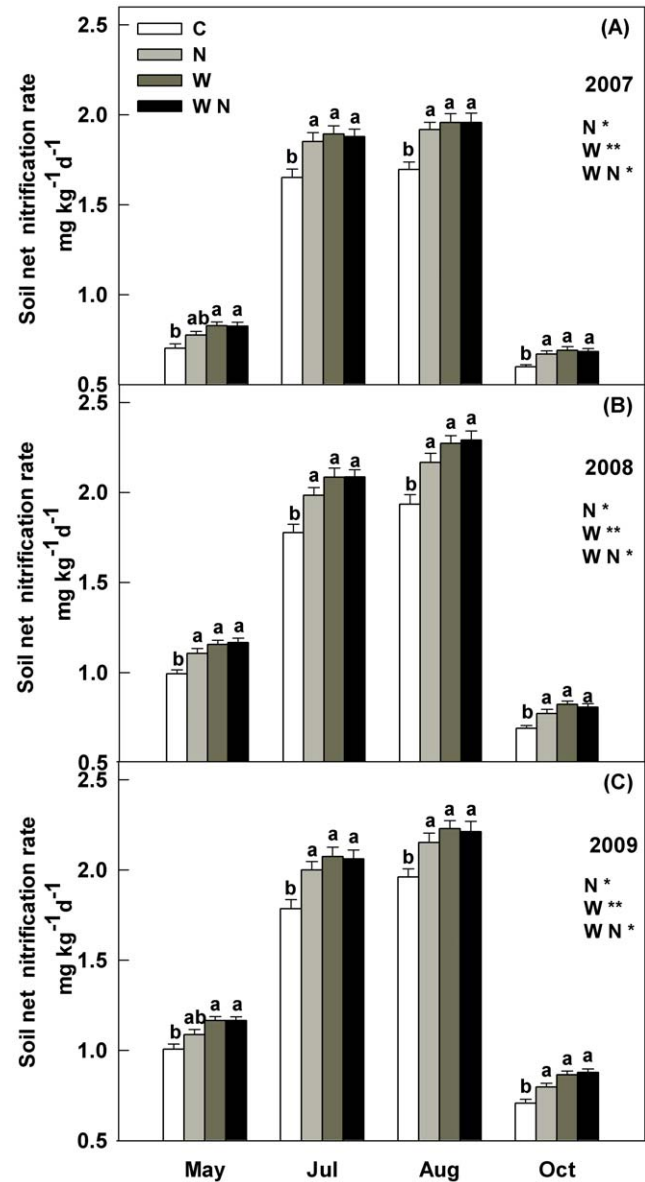 (A)
C
N
W
W N
2007
N *
W **
W N *
Soil net nitrification rate
mg kg-1d-1
2.5
2.0
1.5
1.0
0.5
b ab a a
b a a a
b a a a
b a a a
(B)
2008
N *
W **
W N *
Soil net nitrification rate
mg kg-1d-1
2.5
2.0
1.5
1.0
0.5
b a a a
b a a a
b a a a
b a a a
(C)
2009
N *
W **
W N *
Soil net nitrification rate
mg kg-1d-1
2.5
2.0
1.5
1.0
0.5
b ab a a
b a a a
b a a a
b a a a
May Jul Aug Oct